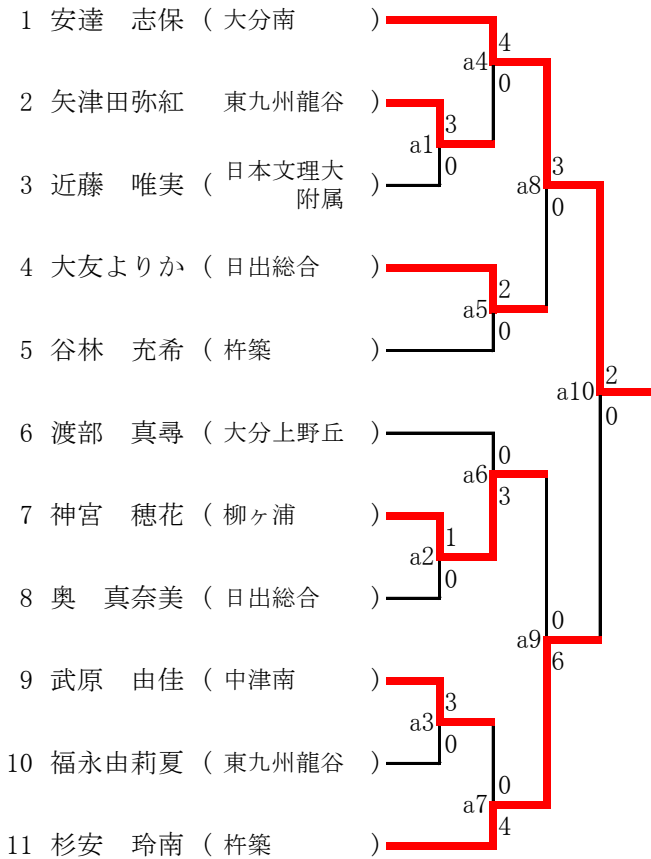 1 安達　志保 ( 大分南 )
4
a4
0
2 矢津田弥紅 東九州龍谷 )
3
a1
0
3 近藤　唯実 ( 日本文理大
附属 )
3
a8
0
4 大友よりか ( 日出総合 )
2
a5
0
5 谷林　充希 ( 杵築 )
2
a10
0
6 渡部　真尋 ( 大分上野丘 )
0
a6
3
7 神宮　穂花 ( 柳ヶ浦 )
1
a2
0
8 奥　真奈美 ( 日出総合 )
0
a9
6
9 武原　由佳 ( 中津南 )
3
a3
0
10 福永由莉夏 ( 東九州龍谷 )
0
a7
4
11 杉安　玲南 ( 杵築 )